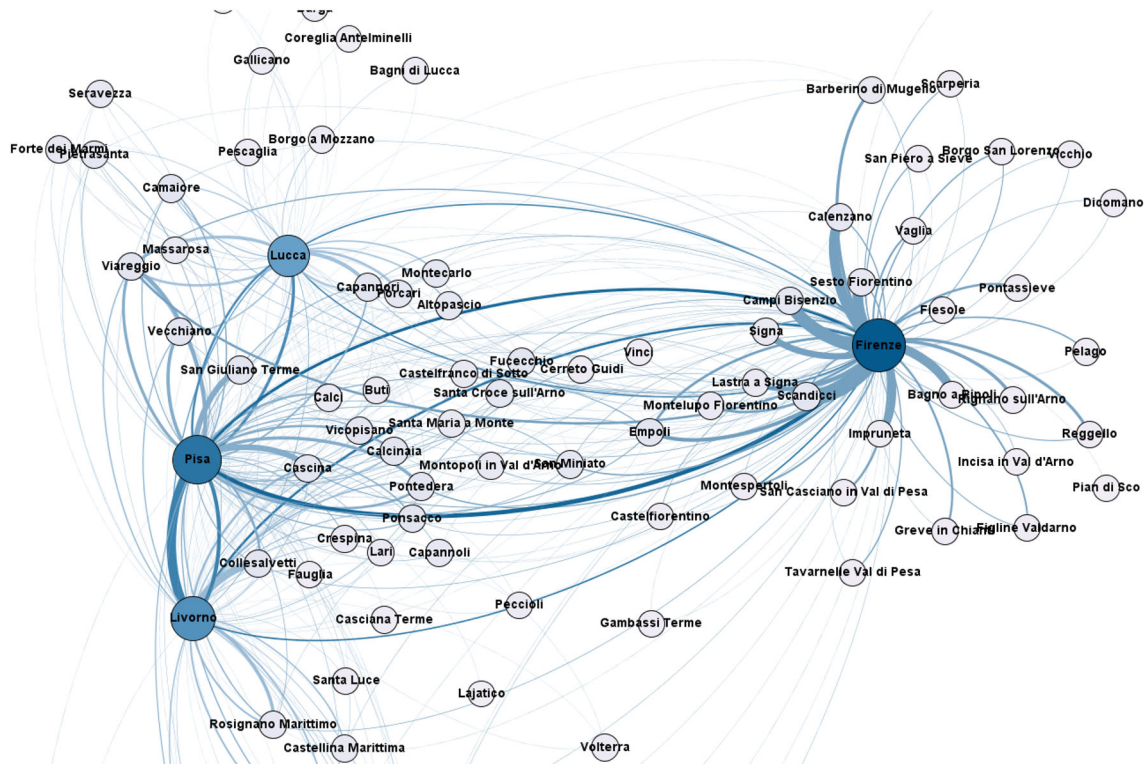 Barga
Coreglia Antelminelli
Gallicano
Bagni di Lucca
Seravezza
Barberino di Mugello
Scarperia
Forte dei Marmi
Pietrasanta
Pescaglia
Borgo a Mozzano
San Piero a Sieve
Borgo San Lorenzo
Vicchio
Camaiore
Dicomano
Calenzano
Vaglia
Massarosa
Viareggio
Lucca
Montecarlo
Capannori
Porcari
Altopascio
Sesto Fiorentino
Pontassieve
Campi Bisenzio
Fiesole
Vecchiano
Signa
Firenze
Vinci
Pelago
Fucecchio
San Giuliano Terme
Castelfranco di Sotto
Cerreto Guidi
Lastra a Signa
Calci
Buti
Santa Croce sull'Arno
Scandicci
Bagno a Ripoli
Rignano sull'Arno
Montelupo Fiorentino
Santa Maria a Monte
Vicopisano
Empoli
Impruneta
Reggello
Calcinaia
Pisa
Cascina
Montopoli in Val d'Arno
San Miniato
Incisa in Val d'Arno
Pontedera
Montespertoli
San Casciano in Val di Pesa
Pian di Sco
Ponsacco
Castelfiorentino
Greve in Chianti
Figline Valdarno
Crespina
Lari
Capannoli
Collesalvetti
Fauglia
Tavarnelle Val di Pesa
Peccioli
Livorno
Casciana Terme
Gambassi Terme
Santa Luce
Lajatico
Rosignano Marittimo
Castellina Marittima
Volterra